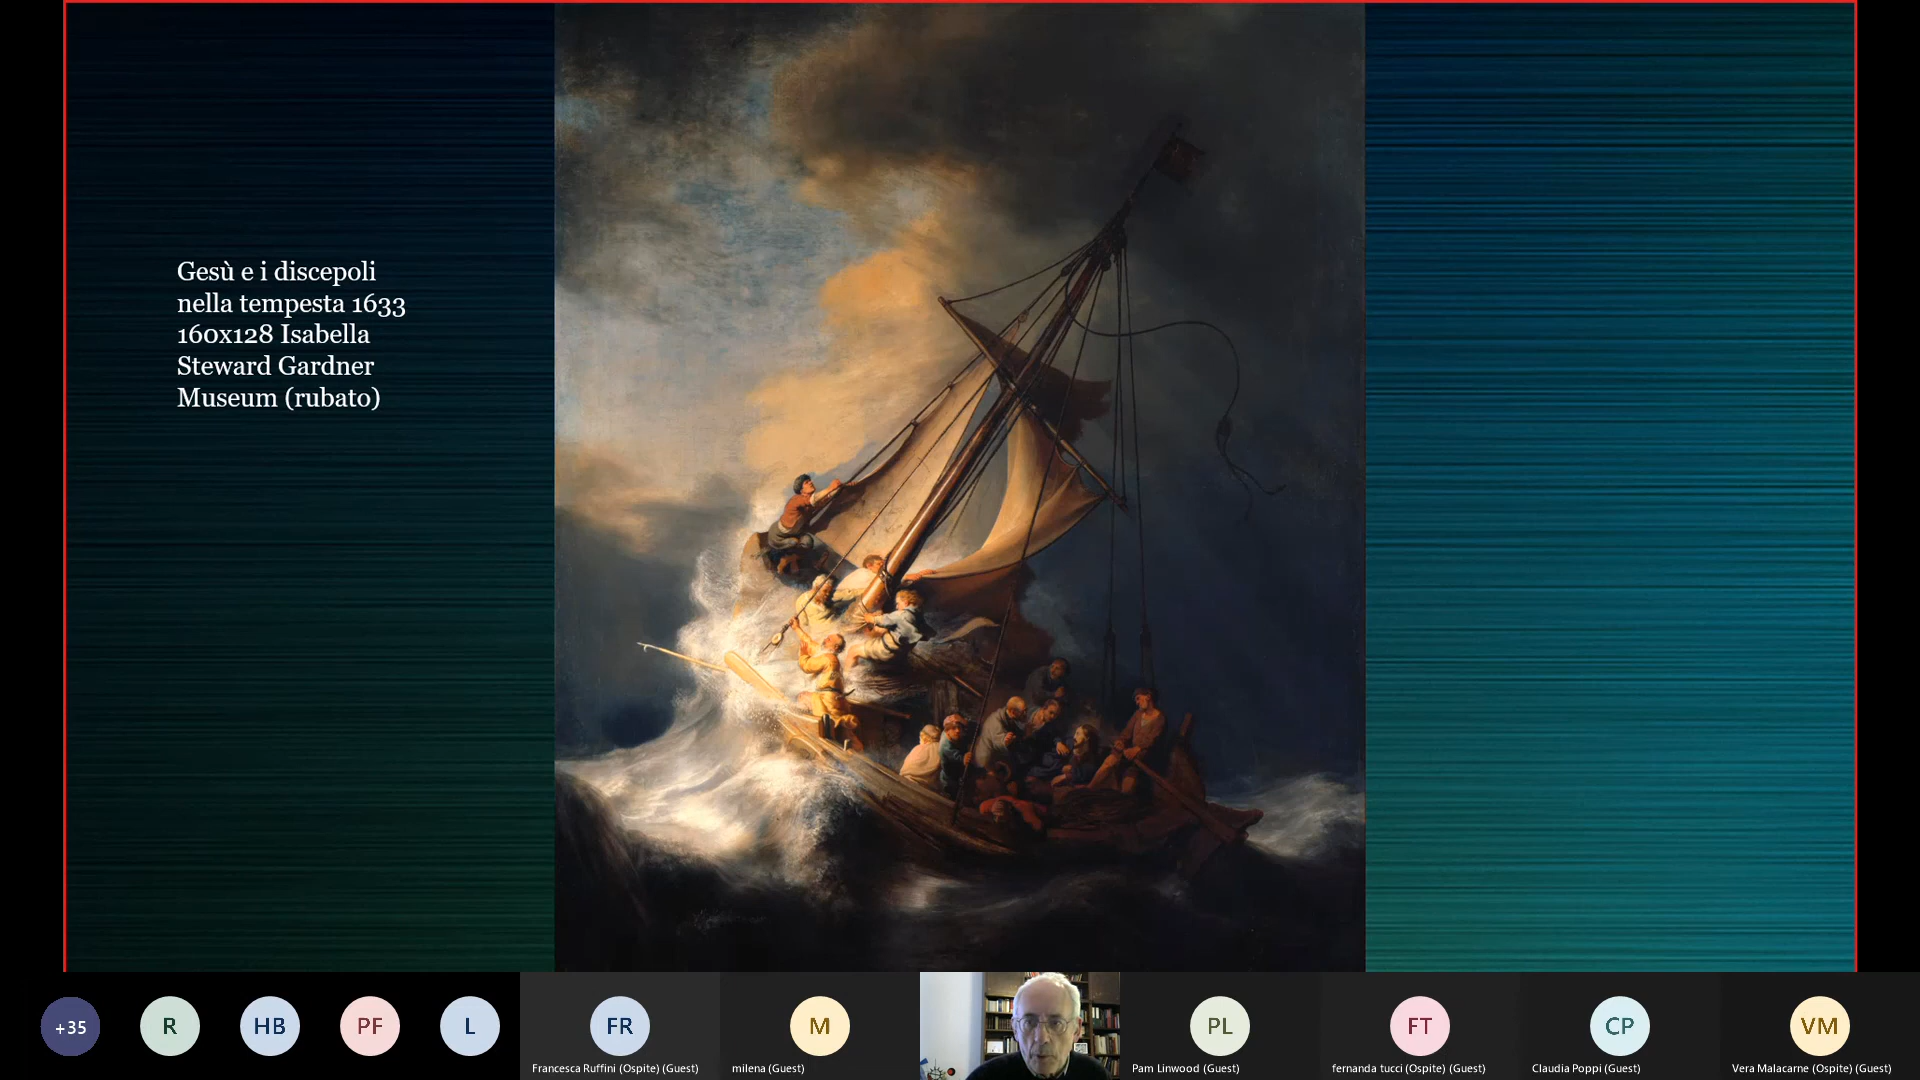 Gesù e i discepoli
nella tempesta 1633
160x128 Isabella
Steward Gardner
Museum (rubato)
+35
R
HB
PF
L
FR
M
PL
FT
CP
VM
Francesca Ruffini (Ospite) (Guest)
milena (Guest)
Pam Linwood (Guest)
fernanda tucci (Ospite) (Guest)
Claudia Poppi (Guest)
Vera Malacarne (Ospite) (Guest)